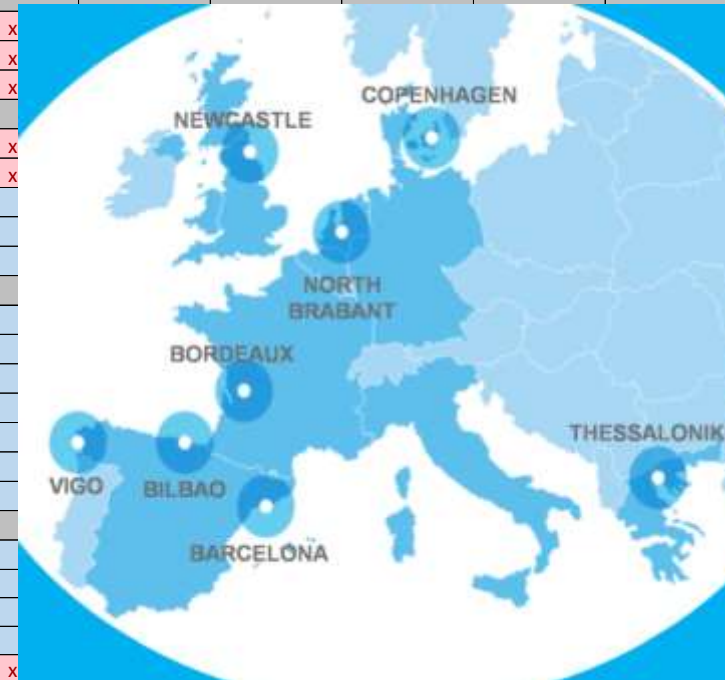 x
x
x
x
x
x
COPENHAGEN
NEWCASTLE
NORTH
BRABANT
BORDEAUX
THESSALONIK
VIGO
BILBAO
BARCELONA